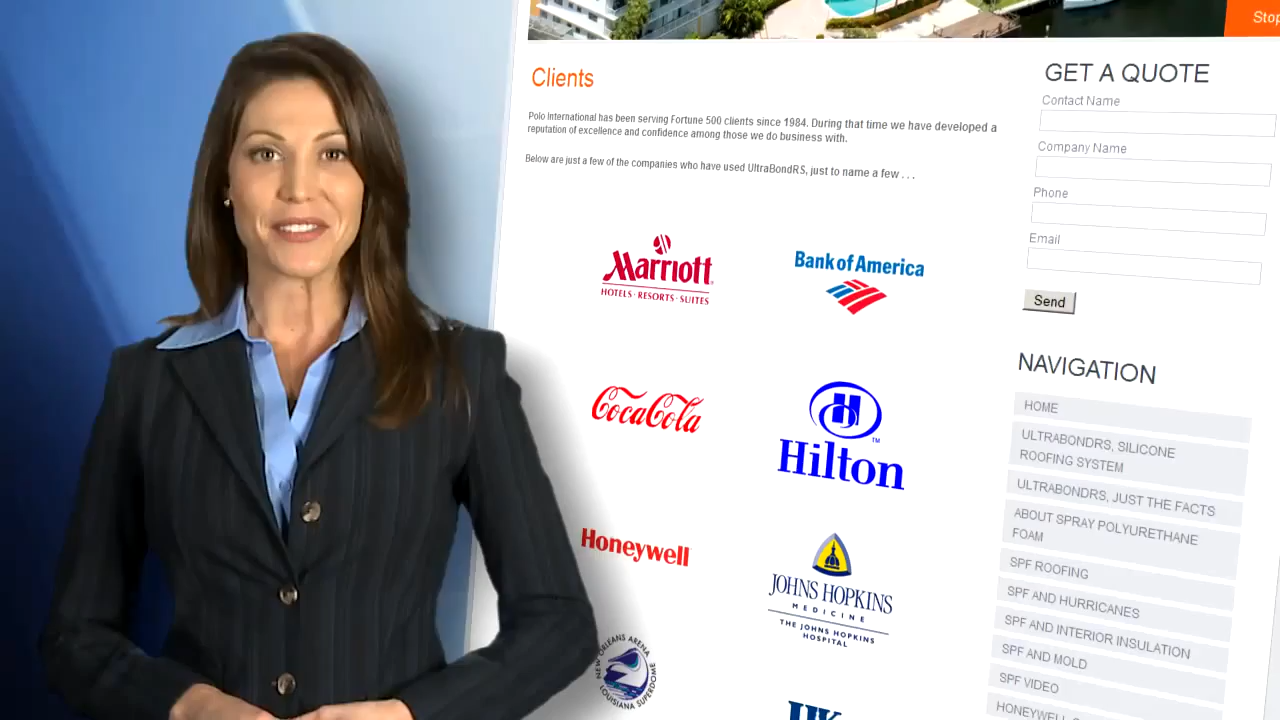 Stop
Clients
Polo International has been serving Fortune 500 clients since 1984. During that time we have developed a
reputation of excellence and confidence among those we do business with.
Below are just a few of the companies who have used UltraBondRS, just to name a few . . .
Marriott
HOTELS · RESORTS · SUITES
Bank of America
Coca Cola
H
Hilton
TM
Honeywell
JOHNS HOPKINS
MEDICINE
THE JOHNS HOPKINS
HOSPITAL
NEW ORLEANS ARENA
LOUISIANA SUPERDOME
GET A QUOTE
Contact Name
Company Name
Phone
Email
Send
NAVIGATION
HOME
ULTRABONDRS, SILICONE
ROOFING SYSTEM
ULTRABONDRS, JUST THE FACTS
ABOUT SPRAY POLYURETHANE
FOAM
SPF ROOFING
SPF AND HURRICANES
SPF AND INTERIOR INSULATION
SPF AND MOLD
SPF VIDEO
HONEYWELL